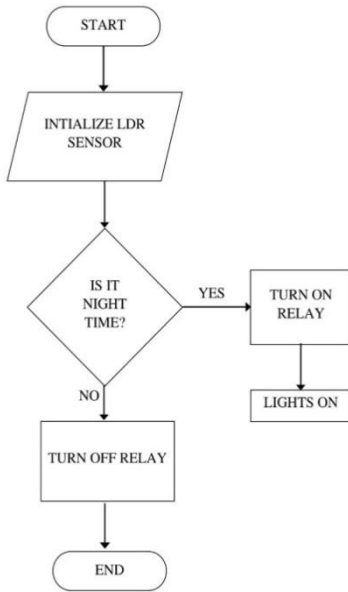 START
INTIALIZE LDR
SENSOR
IS IT
NIGHT
TIME?
YES
TURN ON
RELAY
LIGHTS ON
NO
TURN OFF RELAY
END